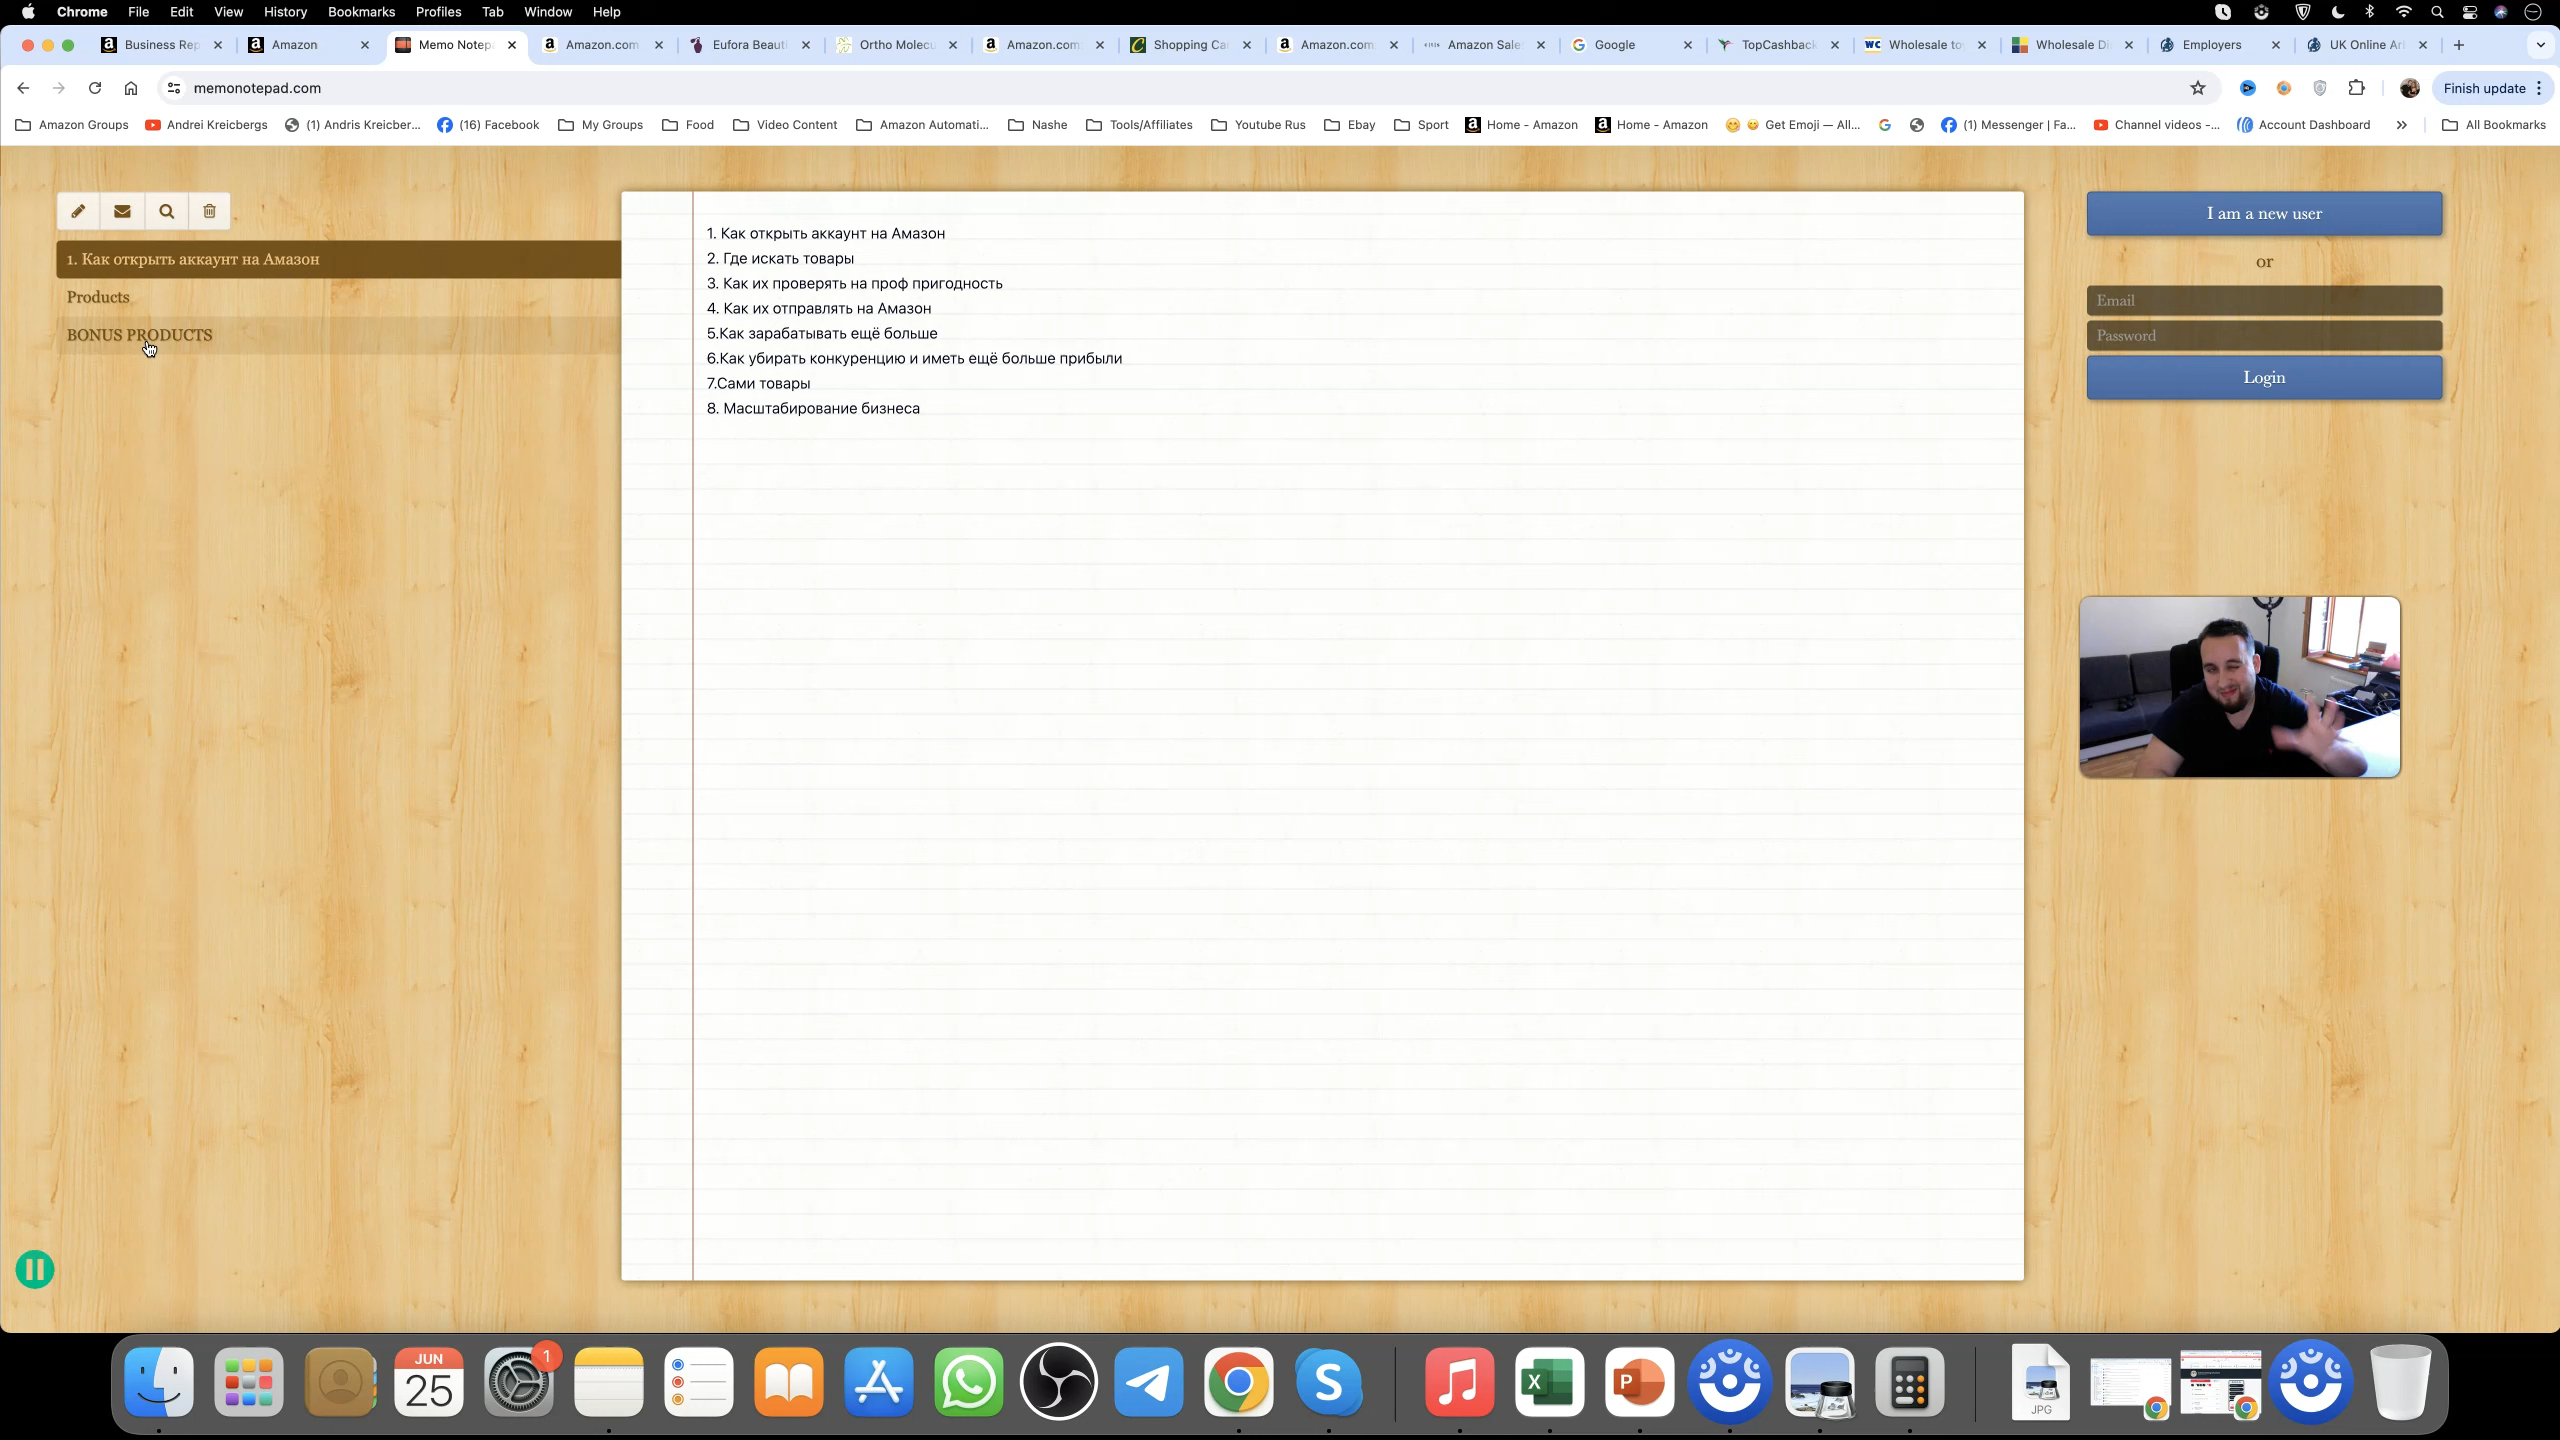 Chrome File Edit View History Bookmarks Profiles Tab Window Help
Business Rep Amazon Memo Notep Amazon.com Eufora Beauti Ortho Molecu Amazon.com Shopping Ca Amazon.com Amazon Sale Google TopCashback Wholesale to Wholesale Di Employers UK Online Ar
memonotepad.com Finish update
Amazon Groups Andrei Kreicbergs (1) Andris Kreicber... (16) Facebook My Groups Food Video Content Amazon Automati... Nashe Tools/Affiliates Youtube Rus Ebay Sport Home - Amazon Home - Amazon Get Emoji — All... (1) Messenger | Fa... Channel videos -... Account Dashboard » All Bookmarks
1. Как открыть аккаунт на Амазон
Products
BONUS PRODUCTS
1. Как открыть аккаунт на Амазон
2. Где искать товары
3. Как их проверять на проф пригодность
4. Как их отправлять на Амазон
5.Как зарабатывать ещё больше
6.Как убирать конкуренцию и иметь ещё больше прибыли
7.Сами товары
8. Масштабирование бизнеса
I am a new user
or
Email
Password
Login
JUN
25
1
JPG